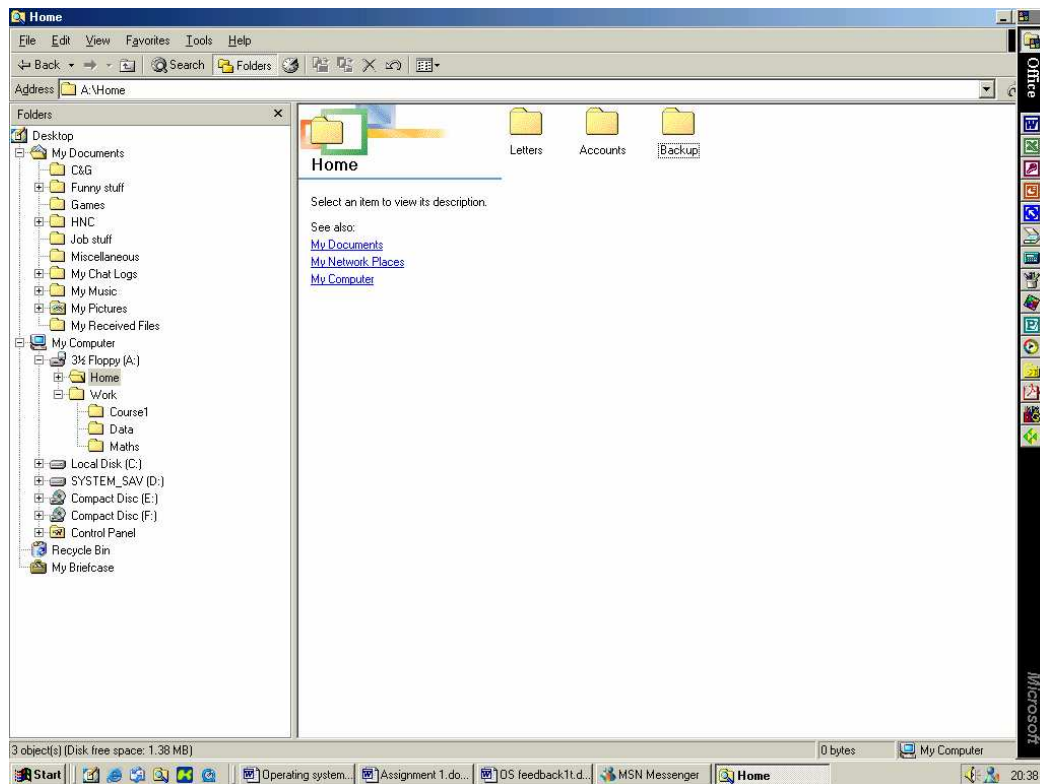 Home
File Edit View Favorites Tools Help
Back Search Folders
Address A:\Home
Folders
Desktop
My Documents
C&G
Funny stuff
Games
HNC
Job stuff
Miscellaneous
My Chat Logs
My Music
My Pictures
My Received Files
My Computer
3½ Floppy (A:)
Home
Work
Course1
Data
Maths
Local Disk (C:)
SYSTEM_SAV (D:)
Compact Disc (E:)
Compact Disc (F:)
Control Panel
Recycle Bin
My Briefcase
Home
Select an item to view its description.
See also:
My Documents
My Network Places
My Computer
Letters Accounts Backup
Office
Microsoft
3 object(s) (Disk free space: 1.38 MB) 0 bytes My Computer
Start Operating system... Assignment 1.do... OS feedback1t.d... MSN Messenger Home 20:38